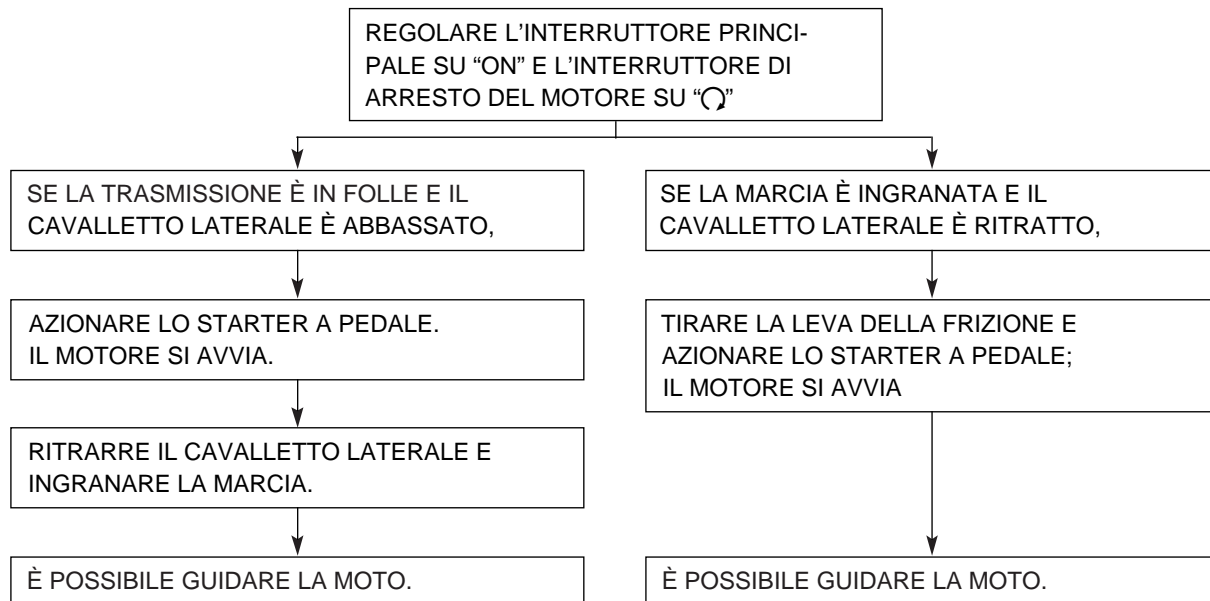 REGOLARE L’INTERRUTTORE PRINCI-
PALE SU “ON” E L’INTERRUTTORE DI
ARRESTO DEL MOTORE SU “”
SE LA TRASMISSIONE È IN FOLLE E IL
CAVALLETTO LATERALE È ABBASSATO,
AZIONARE LO STARTER A PEDALE.
IL MOTORE SI AVVIA.
RITRARRE IL CAVALLETTO LATERALE E
INGRANARE LA MARCIA.
È POSSIBILE GUIDARE LA MOTO.
SE LA MARCIA È INGRANATA E IL
CAVALLETTO LATERALE È RITRATTO,
TIRARE LA LEVA DELLA FRIZIONE E
AZIONARE LO STARTER A PEDALE;
IL MOTORE SI AVVIA
È POSSIBILE GUIDARE LA MOTO.